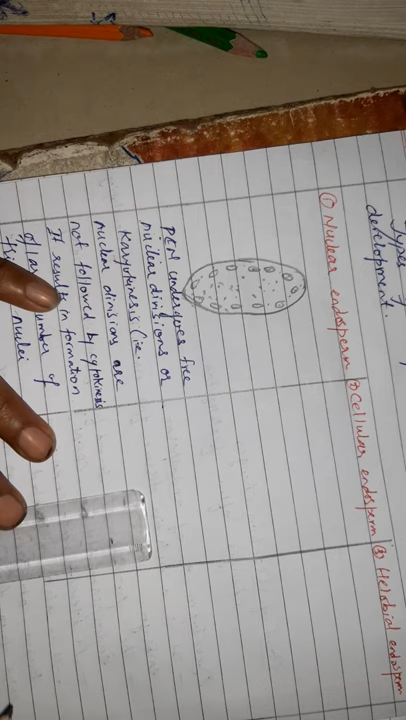 Types of
development.
① Nuclear endosperm
② Cellular endosperm
③ Helobial endosperm
PEN undergoes free
nuclear divisions or
Karyokinesis (i.e.
nuclear divisions are
not followed by cytokinesis
It results in formation
of
number of
nuclei